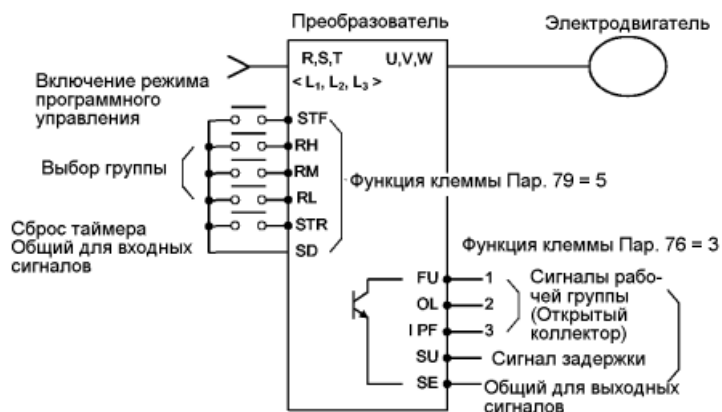 Преобразователь
Электродвигатель
R,S,T
U,V,W
< L1, L2, L3 >
Включение режима
программного
управления
STF
RH
Выбор группы
RM
RL
Функция клеммы Пар. 79 = 5
STR
Сброс таймера
Общий для входных
сигналов
SD
Функция клеммы Пар. 76 = 3
FU
1
OL
2
I PF
3
Сигналы рабо-
чей группы
(Открытый
коллектор)
SU
Сигнал задержки
SE
Общий для выходных
сигналов